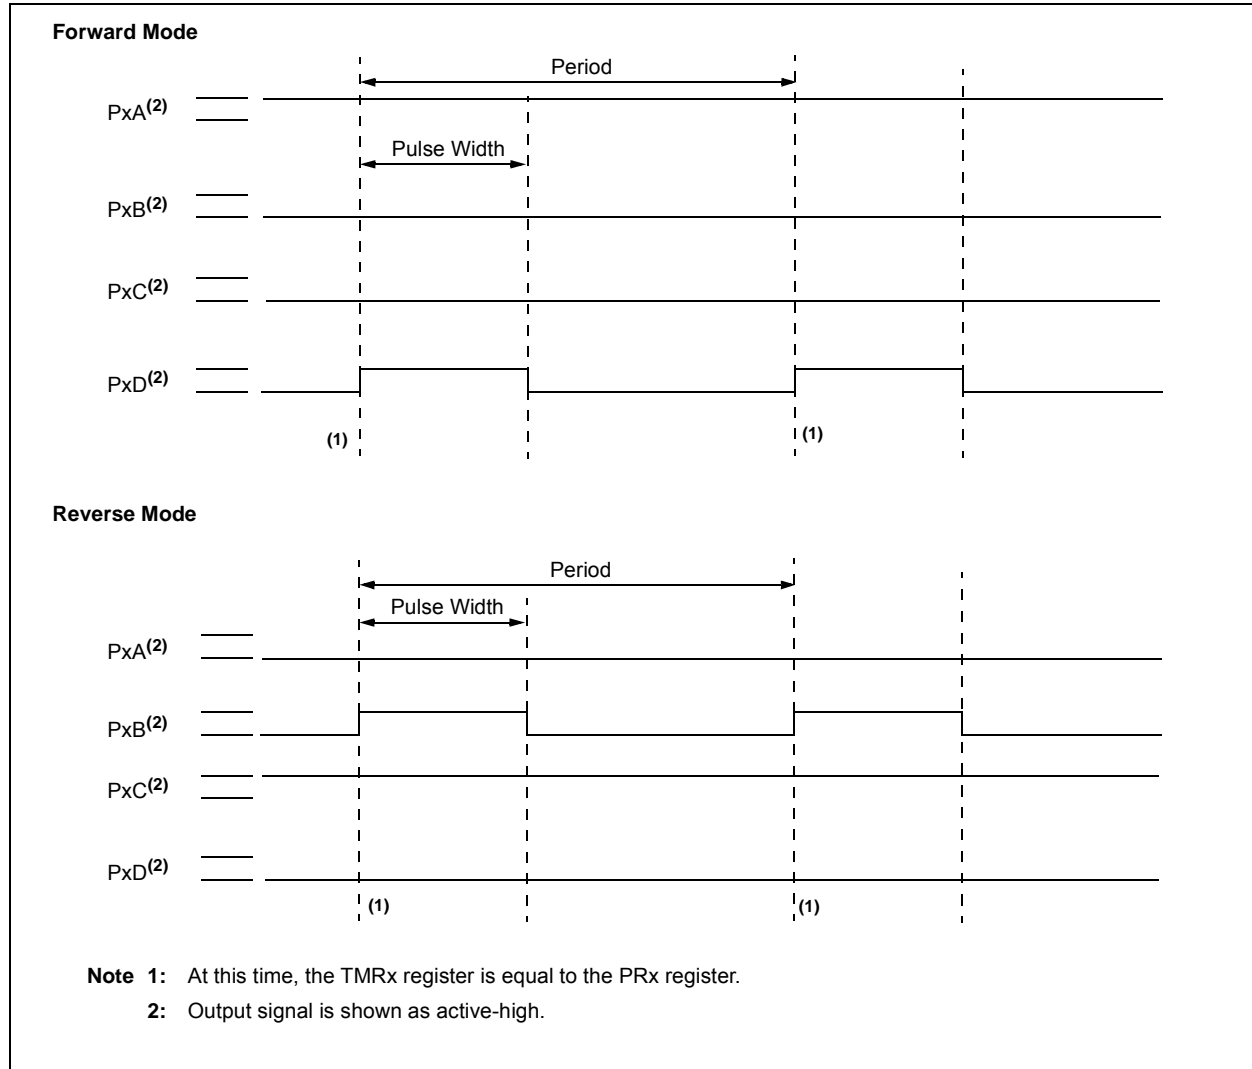 Forward Mode
Period
PxA(2)
Pulse Width
PxB(2)
PxC(2)
PxD(2)
(1)
(1)
Reverse Mode
Period
Pulse Width
PxA(2)
PxB(2)
PxC(2)
PxD(2)
(1)
(1)
Note 1: At this time, the TMRx register is equal to the PRx register.
2: Output signal is shown as active-high.